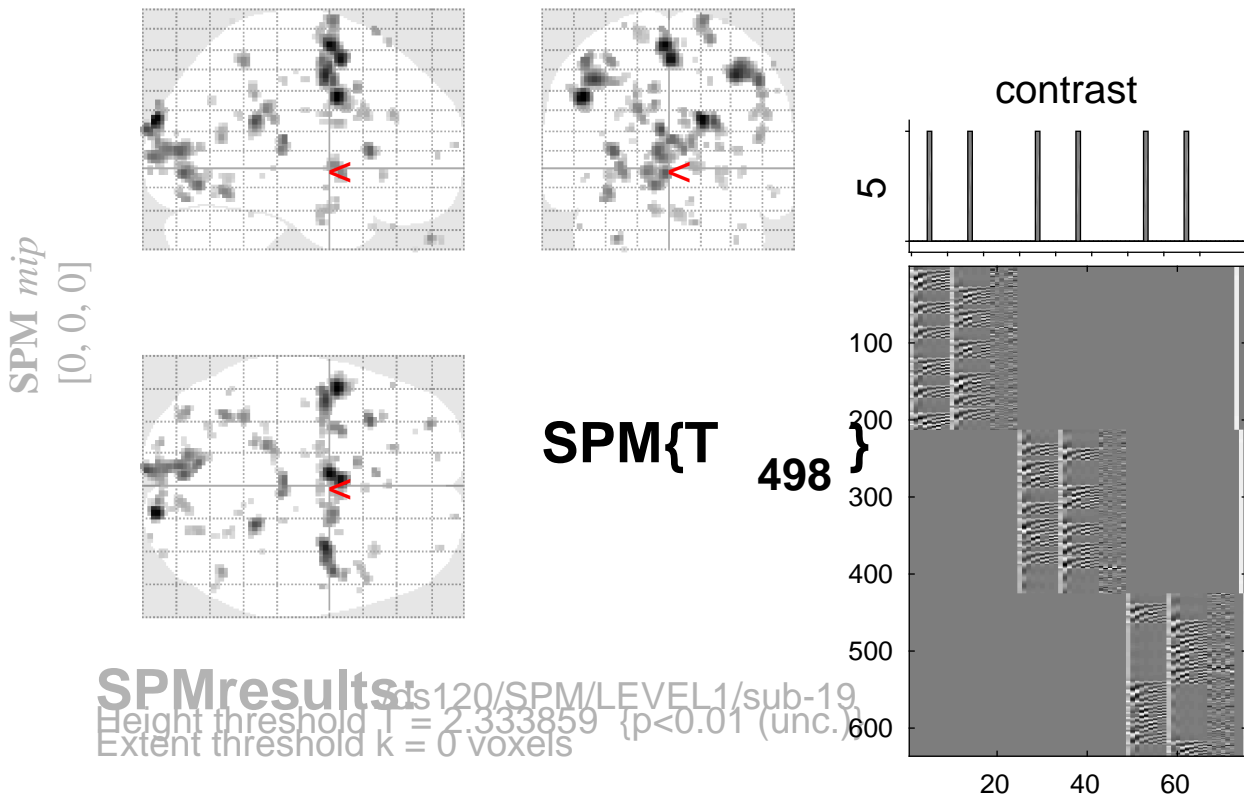 SPM mip
[0, 0, 0]
<
<
<
SPM{T498}
contrast
5
100
200
300
400
500
600
20
40
60
SPMresults: /ds120/SPM/LEVEL1/sub-19
Height threshold T = 2.333859 {p<0.01 (unc.)}
Extent threshold k = 0 voxels